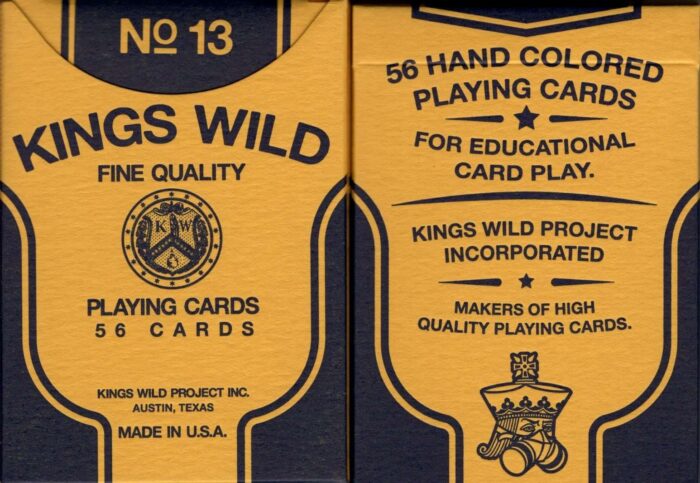 No 13
KINGS WILD
FINE QUALITY
K W
PLAYING CARDS
56 CARDS
KINGS WILD PROJECT INC.
AUSTIN, TEXAS
MADE IN U.S.A.
56 HAND COLORED
PLAYING CARDS
FOR EDUCATIONAL
CARD PLAY.
KINGS WILD PROJECT
INCORPORATED
MAKERS OF HIGH
QUALITY PLAYING CARDS.